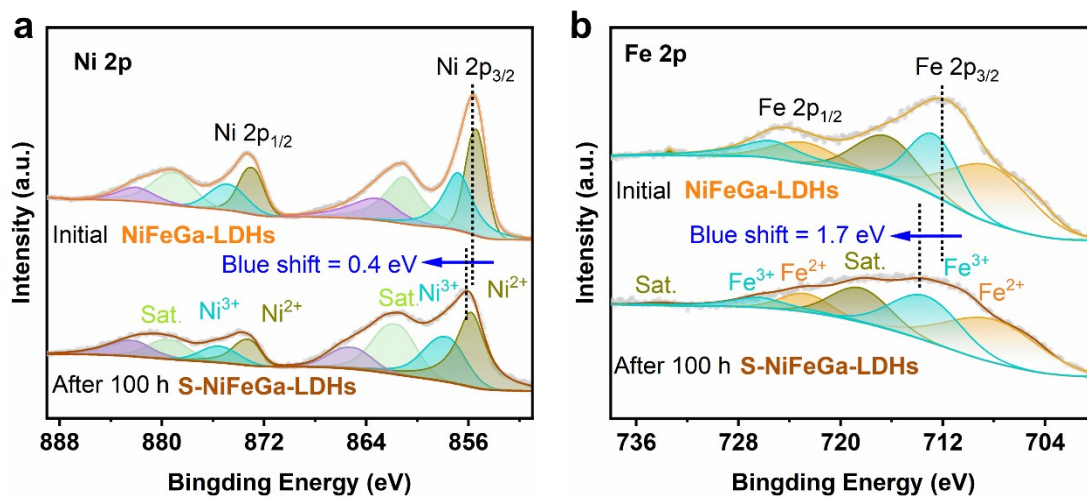 a
Ni 2p
Ni 2p3/2
Ni 2p1/2
Intensity (a.u.)
Initial NiFeGa-LDHs
Blue shift = 0.4 eV
Sat. Ni3+ Ni2+ Sat. Ni3+ Ni2+
After 100 h S-NiFeGa-LDHs
888 880 872 864 856
Bingding Energy (eV)
b
Fe 2p
Fe 2p3/2
Fe 2p1/2
Intensity (a.u.)
Initial NiFeGa-LDHs
Blue shift = 1.7 eV
Sat. Fe3+ Fe2+ Sat. Fe3+ Fe2+
After 100 h S-NiFeGa-LDHs
736 728 720 712 704
Bingding Energy (eV)